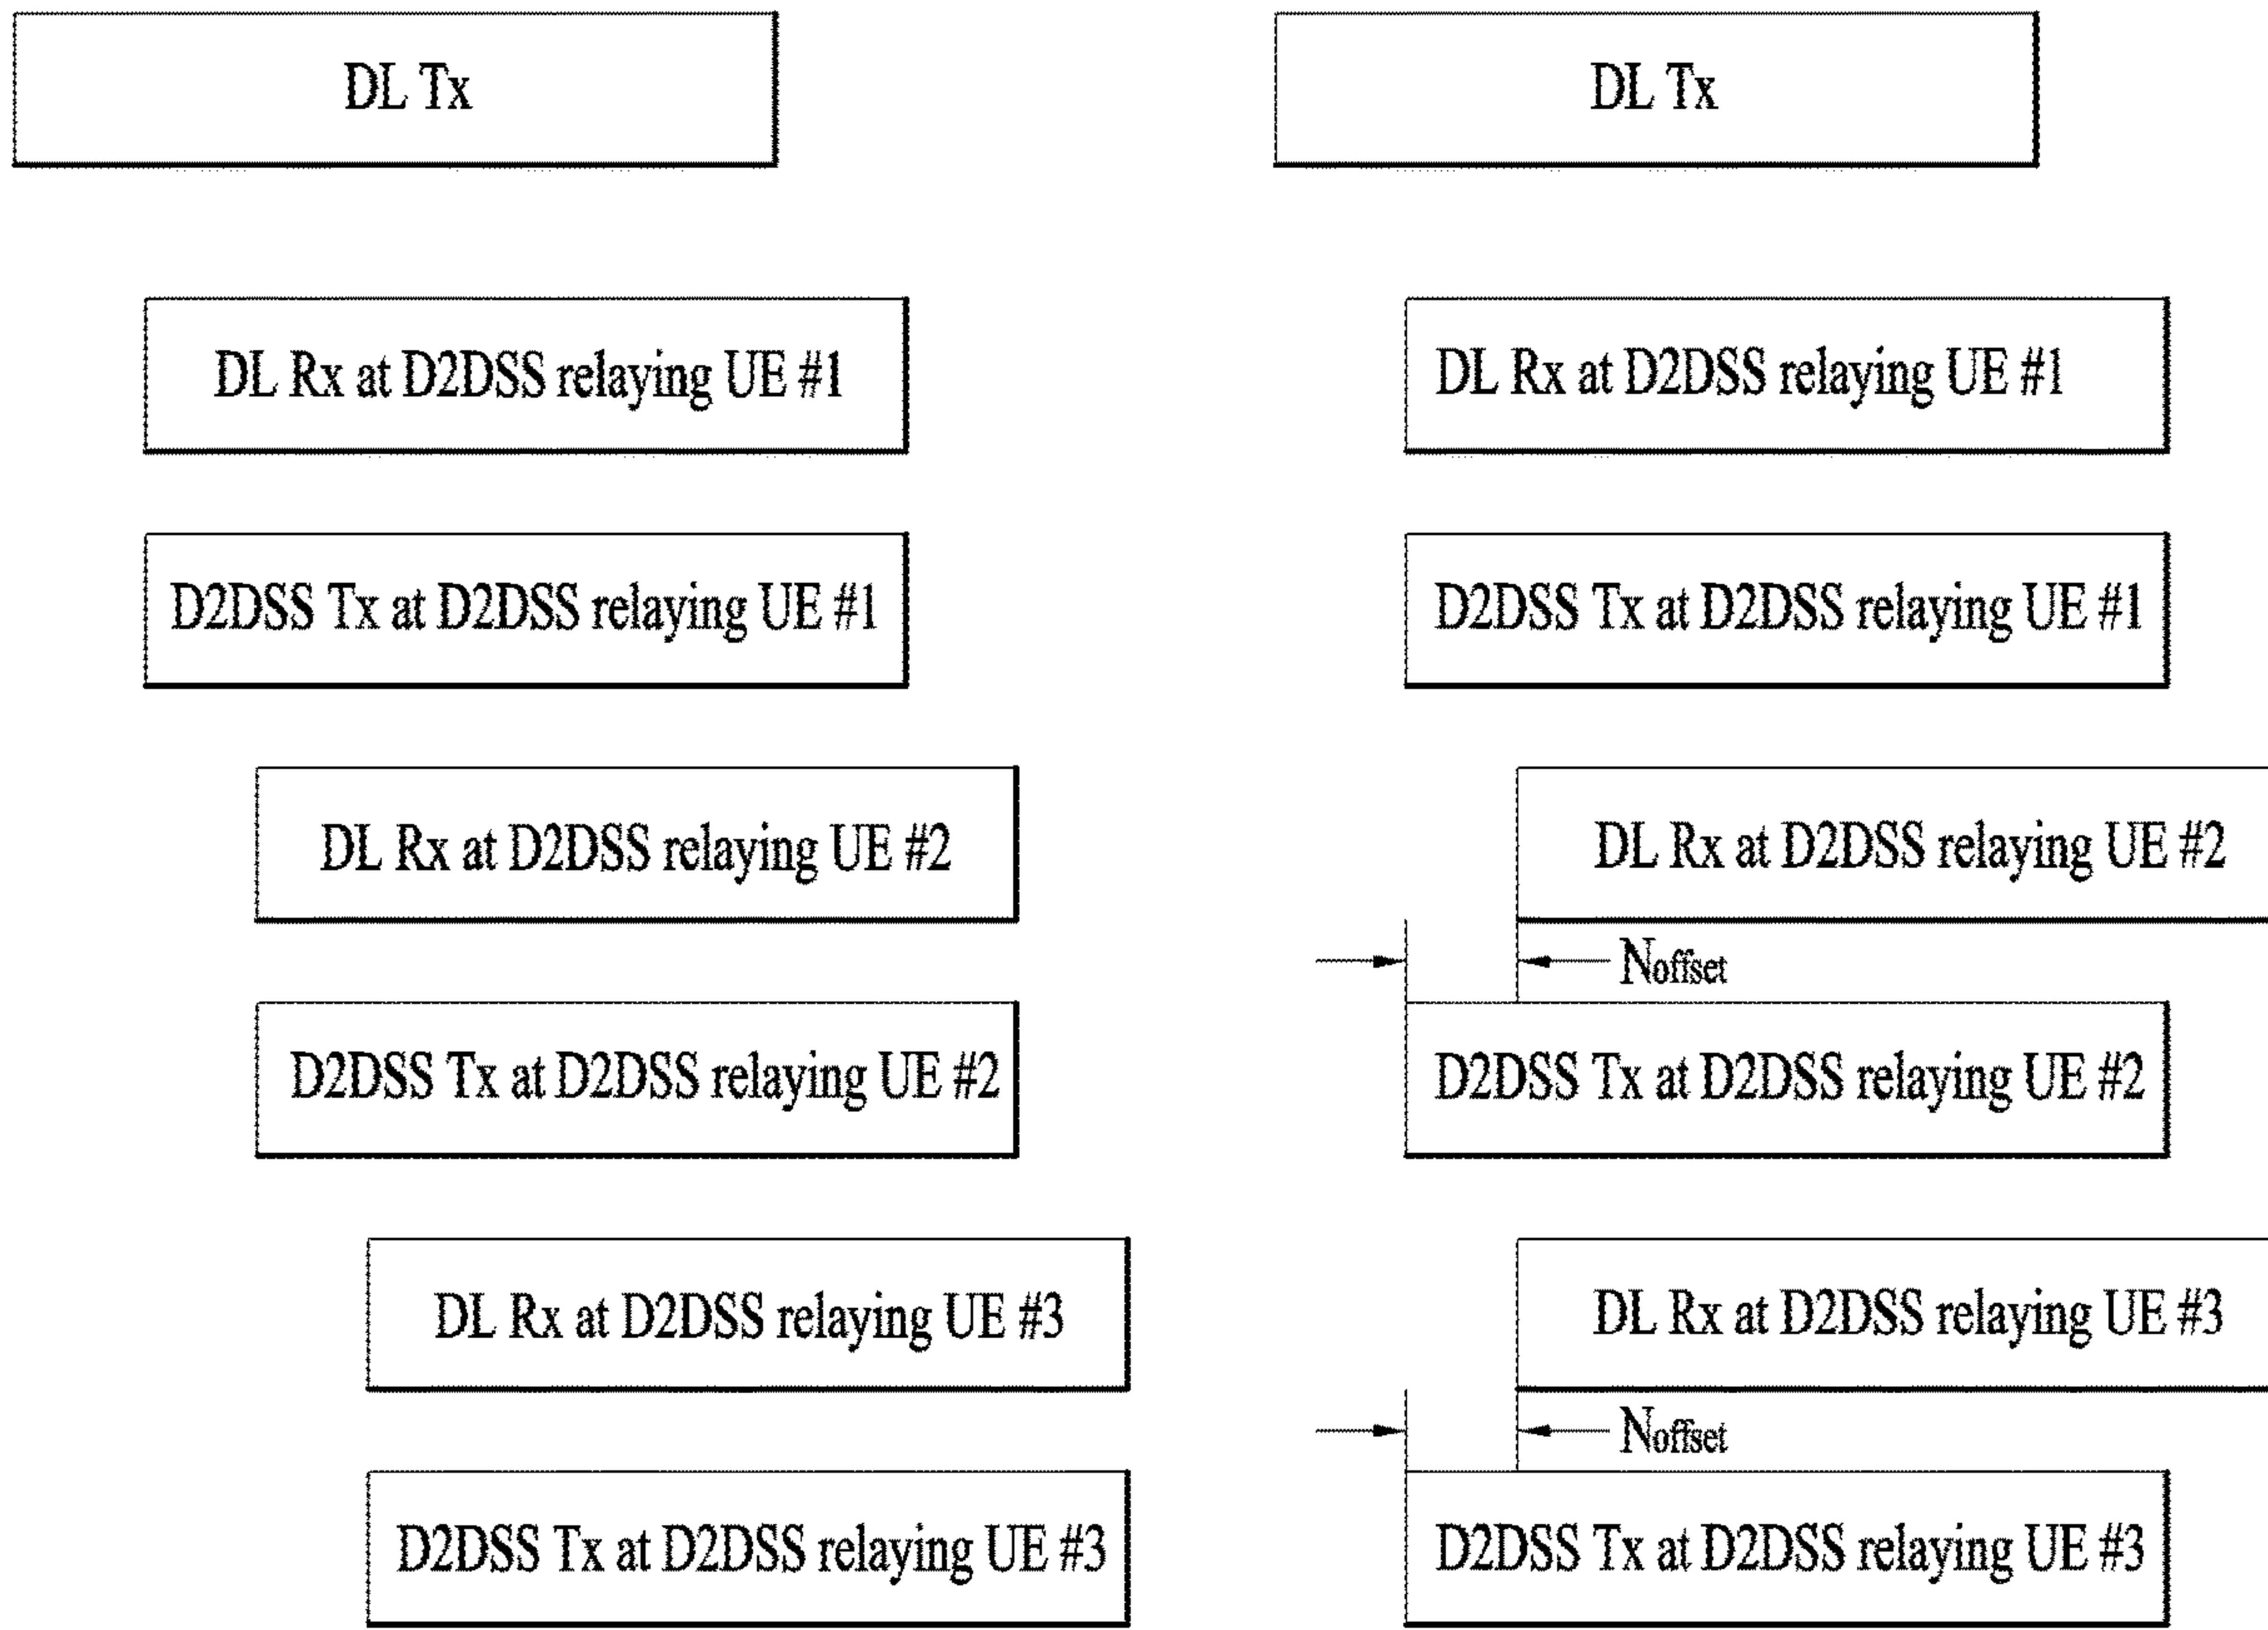 DL Tx
DL Rx at D2DSS relaying UE #1
D2DSS Tx at D2DSS relaying UE #1
DL Rx at D2DSS relaying UE #2
D2DSS Tx at D2DSS relaying UE #2
DL Rx at D2DSS relaying UE #3
D2DSS Tx at D2DSS relaying UE #3
DL Tx
DL Rx at D2DSS relaying UE #1
D2DSS Tx at D2DSS relaying UE #1
DL Rx at D2DSS relaying UE #2
Noffset
D2DSS Tx at D2DSS relaying UE #2
DL Rx at D2DSS relaying UE #3
Noffset
D2DSS Tx at D2DSS relaying UE #3